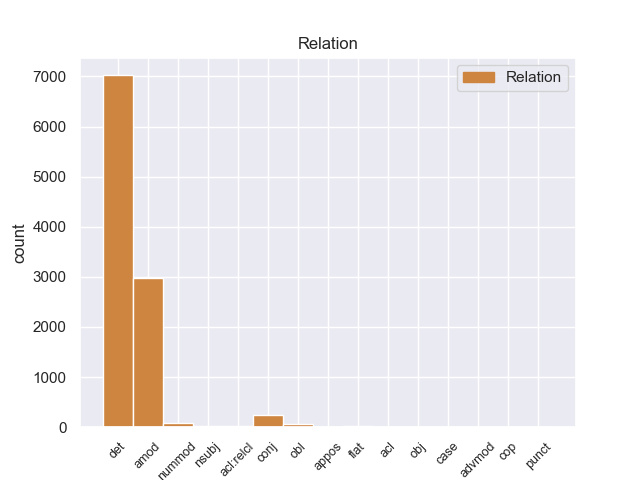 Relation
Relation
7000
6000
5000
4000
3000
2000
1000
0
count
det amod nummod nsubj acl:relcl conj obl appos flat acl obj case advmod cop punct